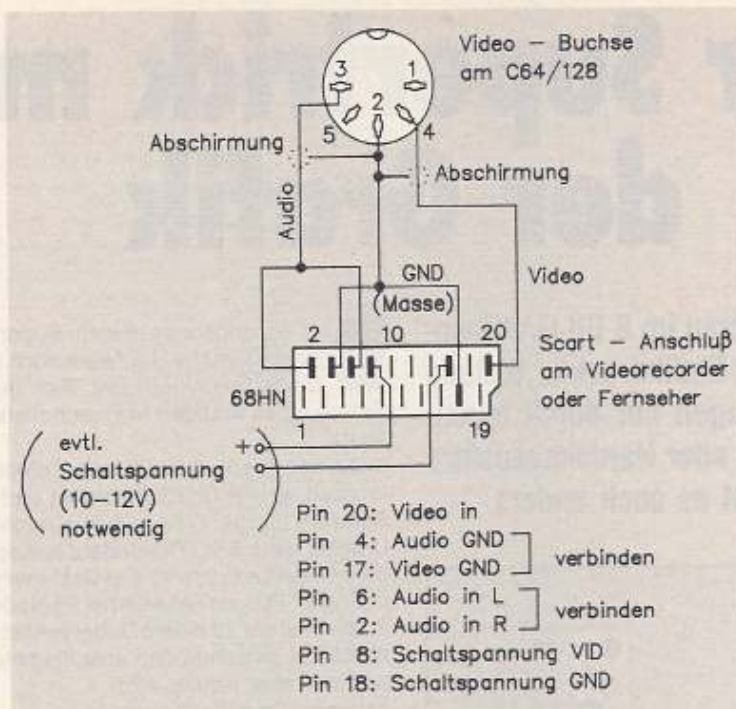 Video – Buchse
am C64/128
3
1
2
5
4
Abschirmung
Abschirmung
Audio
GND
(Masse)
Video
2
10
20
Scart – Anschluß
am Videorecorder
oder Fernseher
68HN
1
19
evtl.
Schaltspannung
(10–12V)
notwendig
+
Pin 20: Video in
Pin 4: Audio GND
verbinden
Pin 17: Video GND
Pin 6: Audio in L
verbinden
Pin 2: Audio in R
Pin 8: Schaltspannung VID
Pin 18: Schaltspannung GND